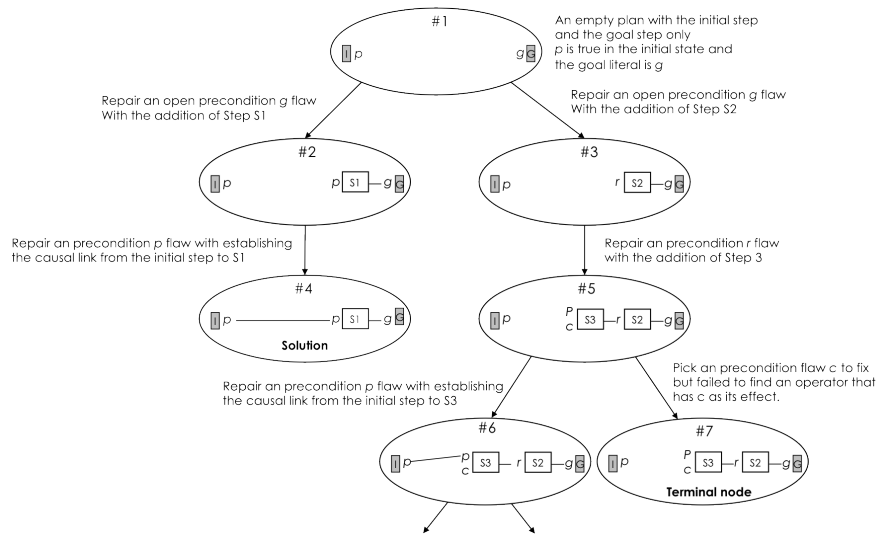 #1
I p
g G
An empty plan with the initial step
and the goal step only
p is true in the initial state and
the goal literal is g
Repair an open precondition g flaw
With the addition of Step S1
Repair an open precondition g flaw
With the addition of Step S2
#2
I p
p S1 g G
#3
I p
r S2 g G
Repair an precondition p flaw with establishing
the causal link from the initial step to S1
Repair an precondition r flaw
with the addition of Step 3
#4
I p
p S1 g G
Solution
#5
I p
P
c
S3 r S2 g G
Repair an precondition p flaw with establishing
the causal link from the initial step to S3
Pick an precondition flaw c to fix
but failed to find an operator that
has c as its effect.
#6
I p
p
c
S3 r S2 g G
#7
I p
P
c
S3 r S2 g G
Terminal node